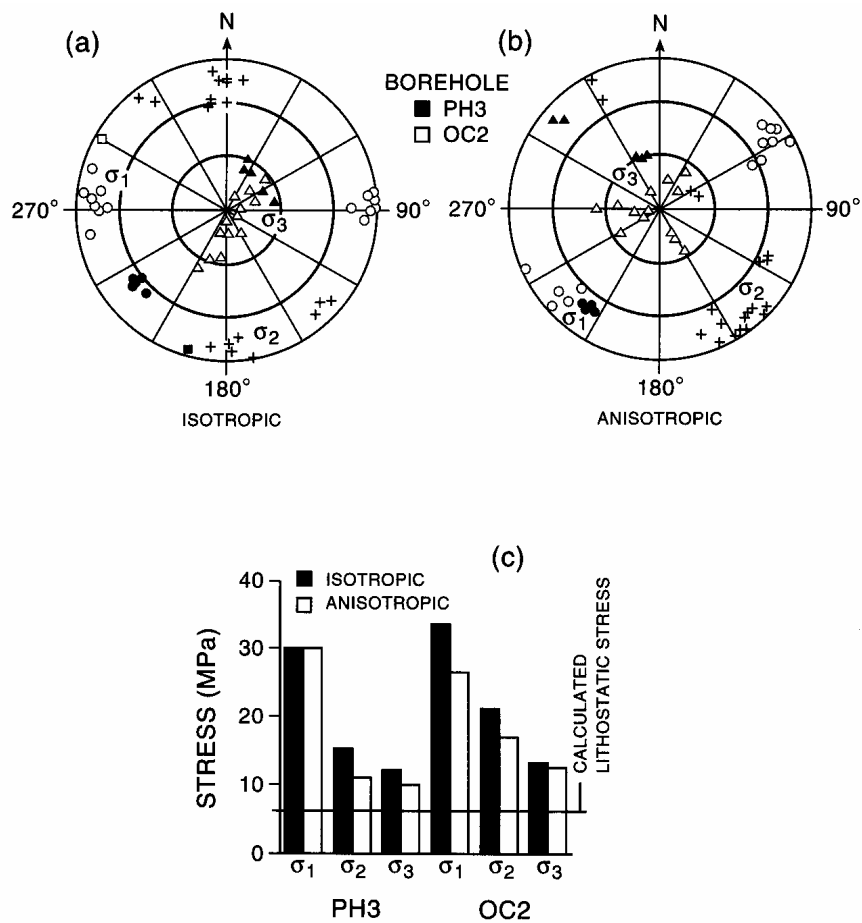 (a)
N
σ1
270°
90°
σ3
σ2
180°
ISOTROPIC
BOREHOLE
PH3
OC2
(b)
N
σ3
270°
90°
σ2
σ1
180°
ANISOTROPIC
(c)
ISOTROPIC
ANISOTROPIC
STRESS (MPa)
40
30
20
10
0
σ1 σ2 σ3 σ1 σ2 σ3
PH3 OC2
CALCULATED
LITHOSTATIC STRESS